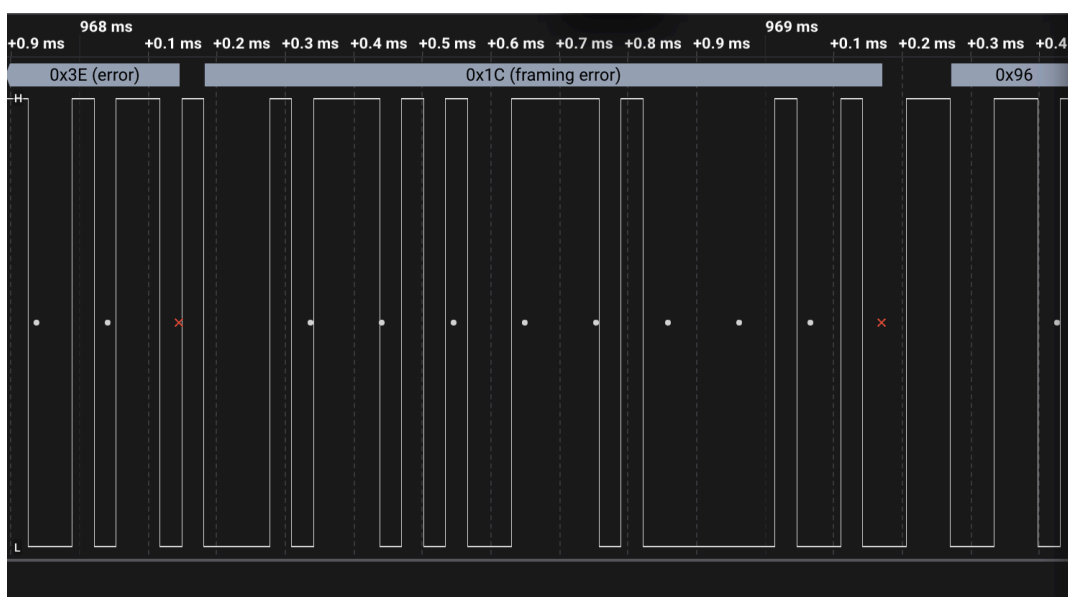 968 ms 969 ms
+0.9 ms +0.1 ms +0.2 ms +0.3 ms +0.4 ms +0.5 ms +0.6 ms +0.7 ms +0.8 ms +0.9 ms +0.1 ms +0.2 ms +0.3 ms +0.4
0x3E (error) 0x1C (framing error) 0x96
H
L